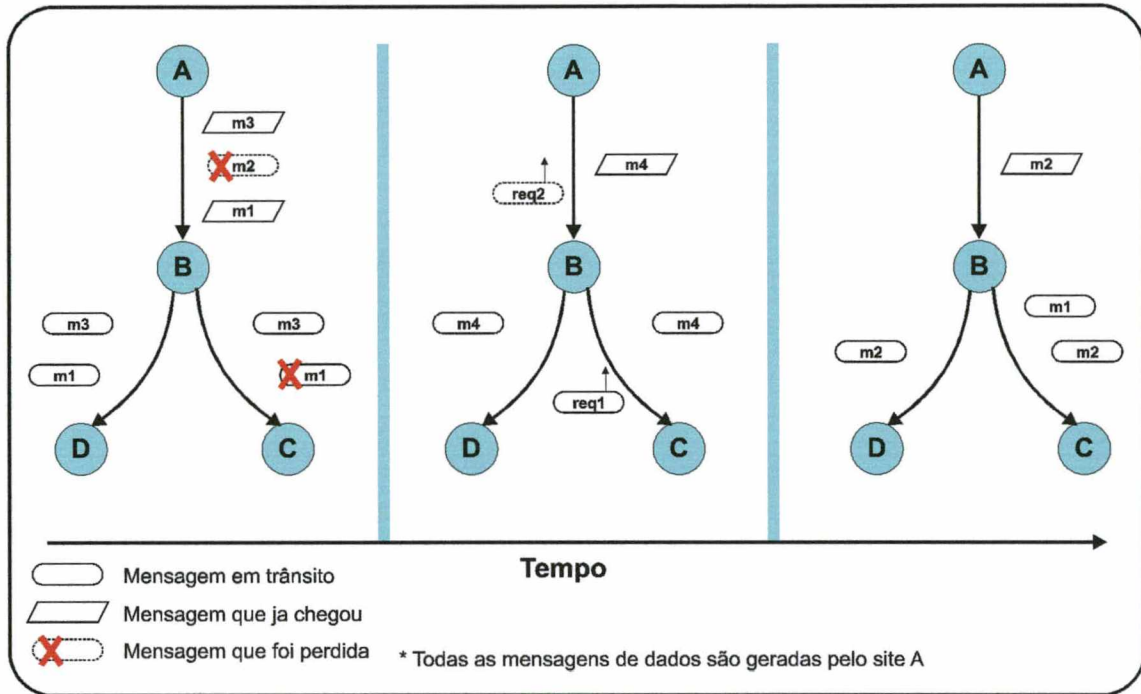 A
A
A
m3
m2
m1
req2
m4
m2
B
B
B
m3
m3
m1
m1
m4
m4
req1
m1
m2
m2
D
C
D
C
D
C
Tempo
Mensagem em trânsito
Mensagem que ja chegou
Mensagem que foi perdida
* Todas as mensagens de dados são geradas pelo site A